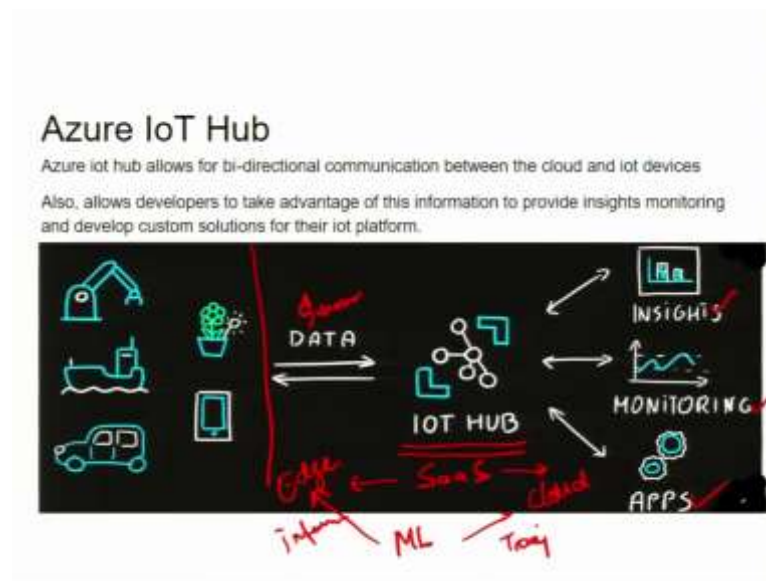 Azure IoT Hub
Azure iot hub allows for bi-directional communication between the cloud and iot devices
Also, allows developers to take advantage of this information to provide insights monitoring
and develop custom solutions for their iot platform.
INSIGHTS
DATA
MONITORING
IOT HUB
Edge SaaS Cloud
APPS
ML